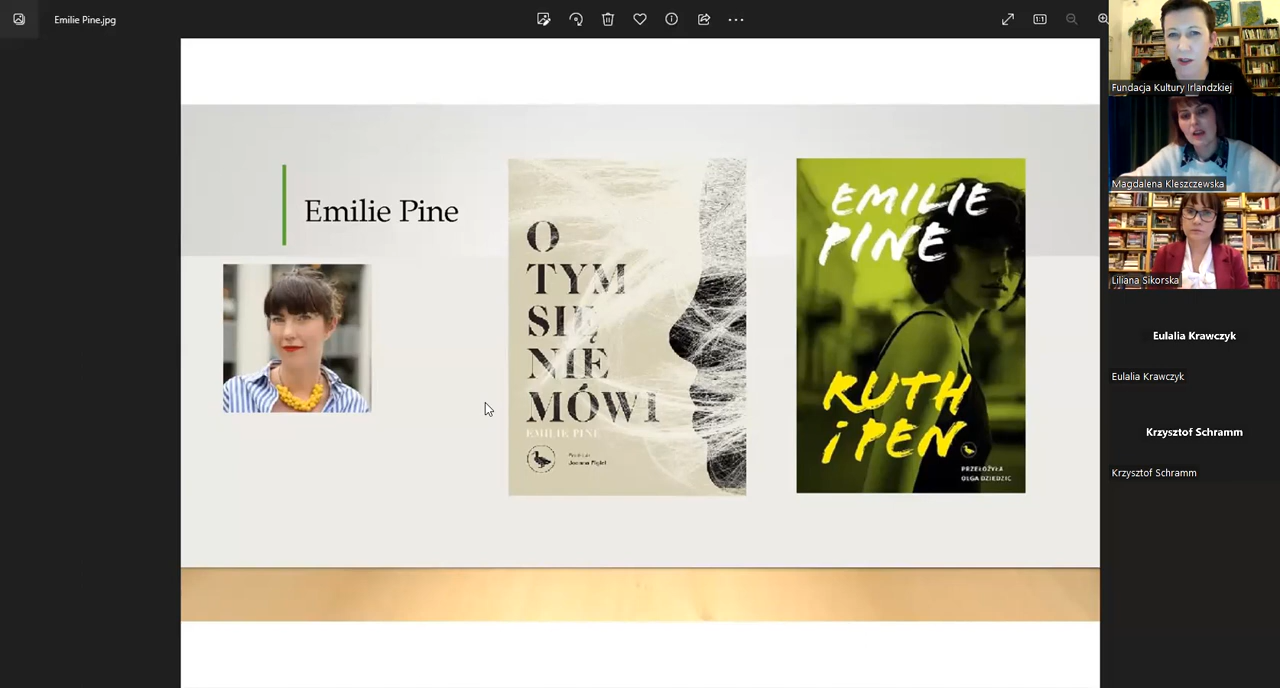 Emilie Pine.jpg
Emilie Pine
O
TYM
SIĘ
NIE
MÓWI
EMILIE PINE
EMILIE
PINE
RUTH
i PEN
PRZEŁOŻYŁA
OLGA DZIEDZIC
Fundacja Kultury Irlandzkiej
Magdalena Kleszczewska
Liliana Sikorska
Eulalia Krawczyk
Eulalia Krawczyk
Krzysztof Schramm
Krzysztof Schramm